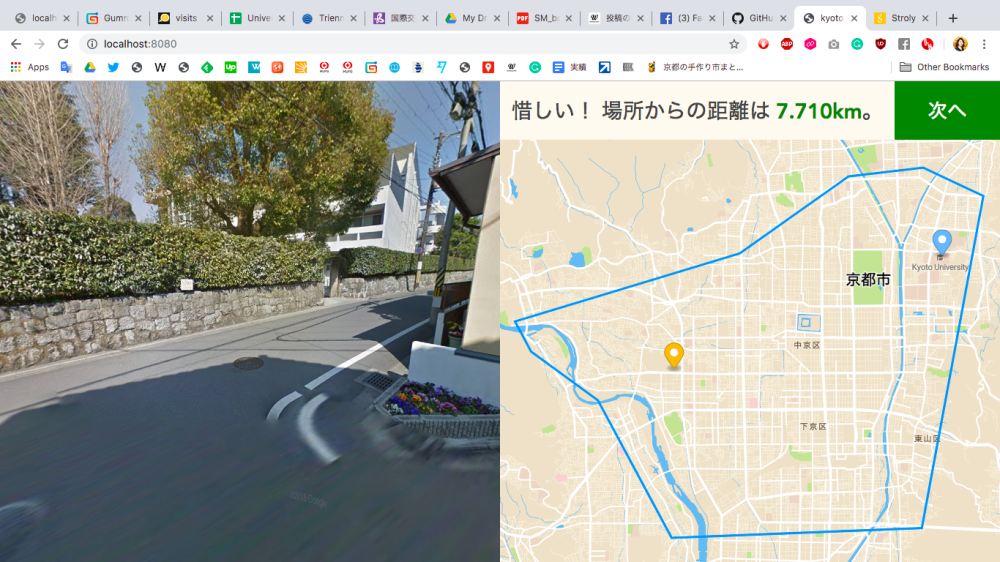 localh
Gumr
visits
Unive
Trienn
国際交
My Dr
SM_b
投稿の
(3) Fa
GitHu
kyoto
Stroly
localhost:8080
Apps
実績
京都の手作り市まと...
Other Bookmarks
惜しい！ 場所からの距離は 7.710km。
次へ
Kyoto University
京都市
中京区
下京区
東山区